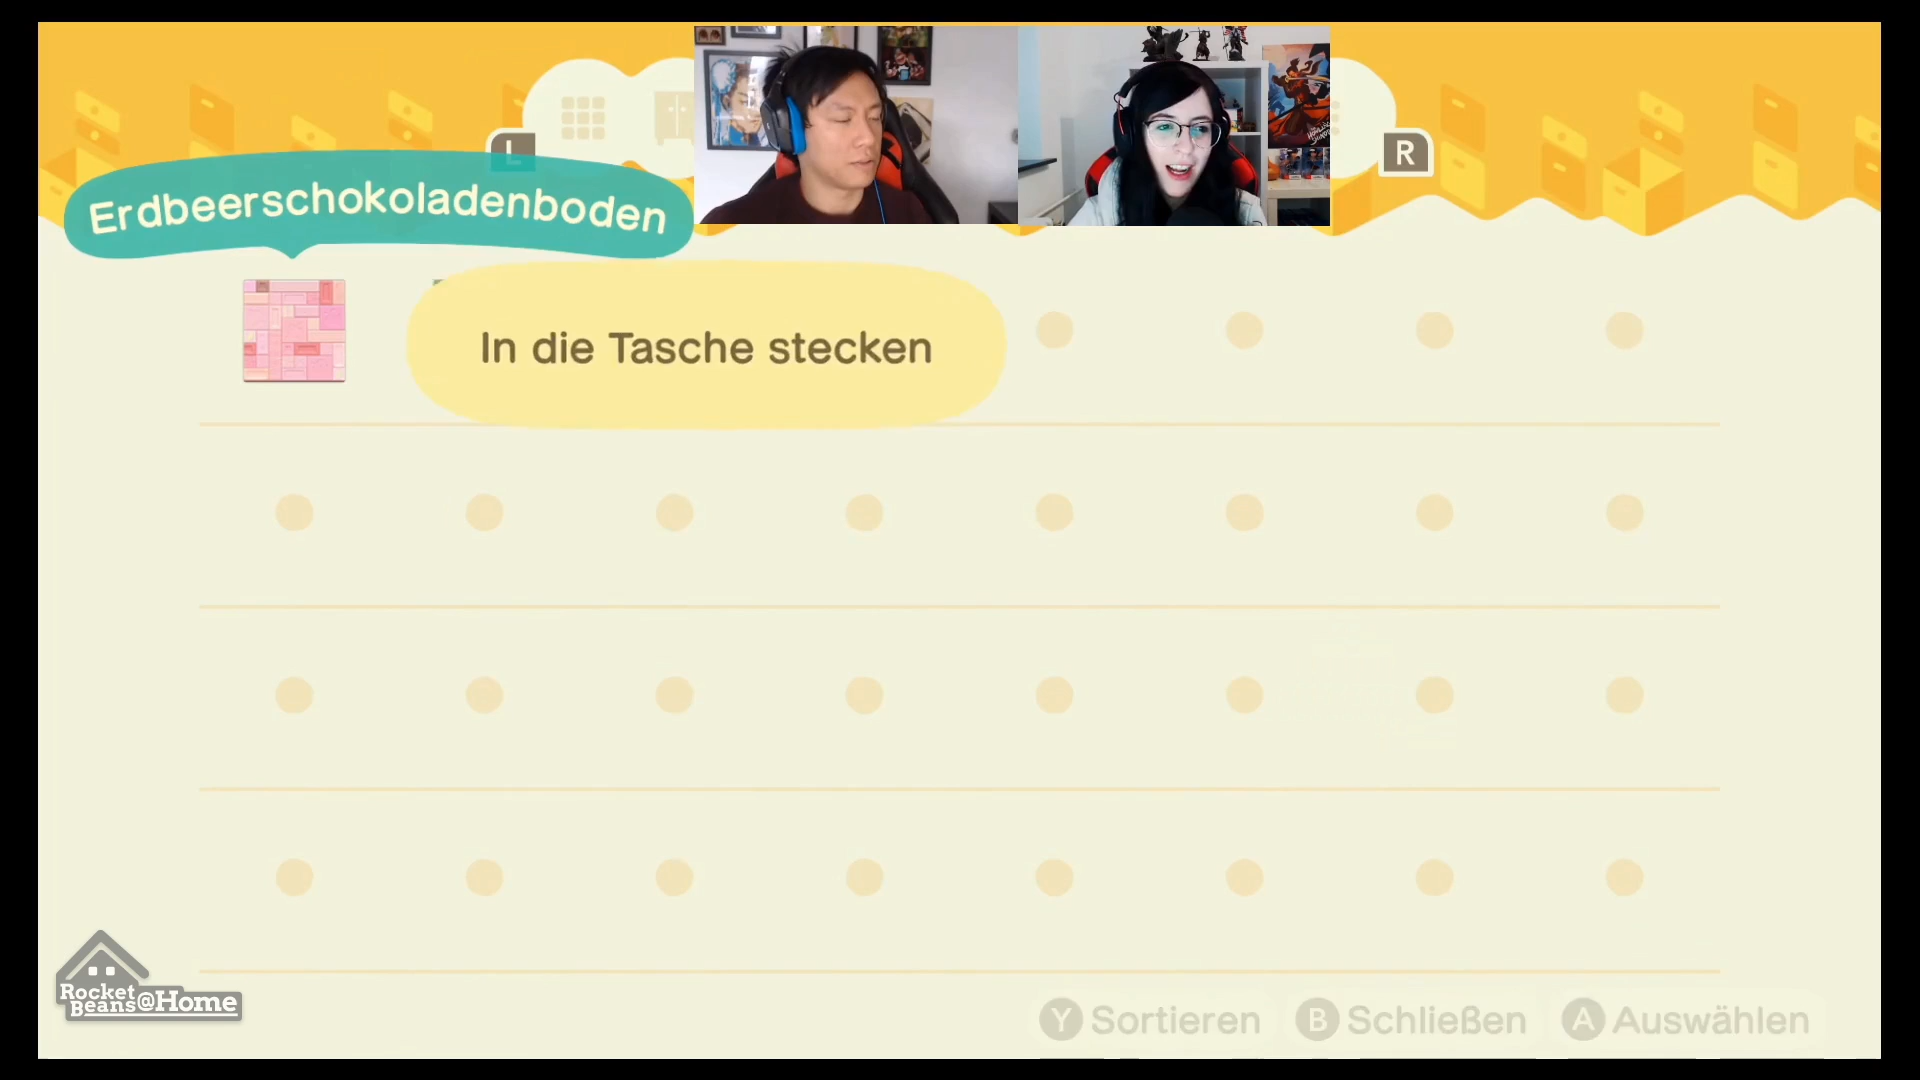 L
R
Erdbeerschokoladenboden
In die Tasche stecken
Rocket
Beans@Home
Y Sortieren
B Schließen
A Auswählen